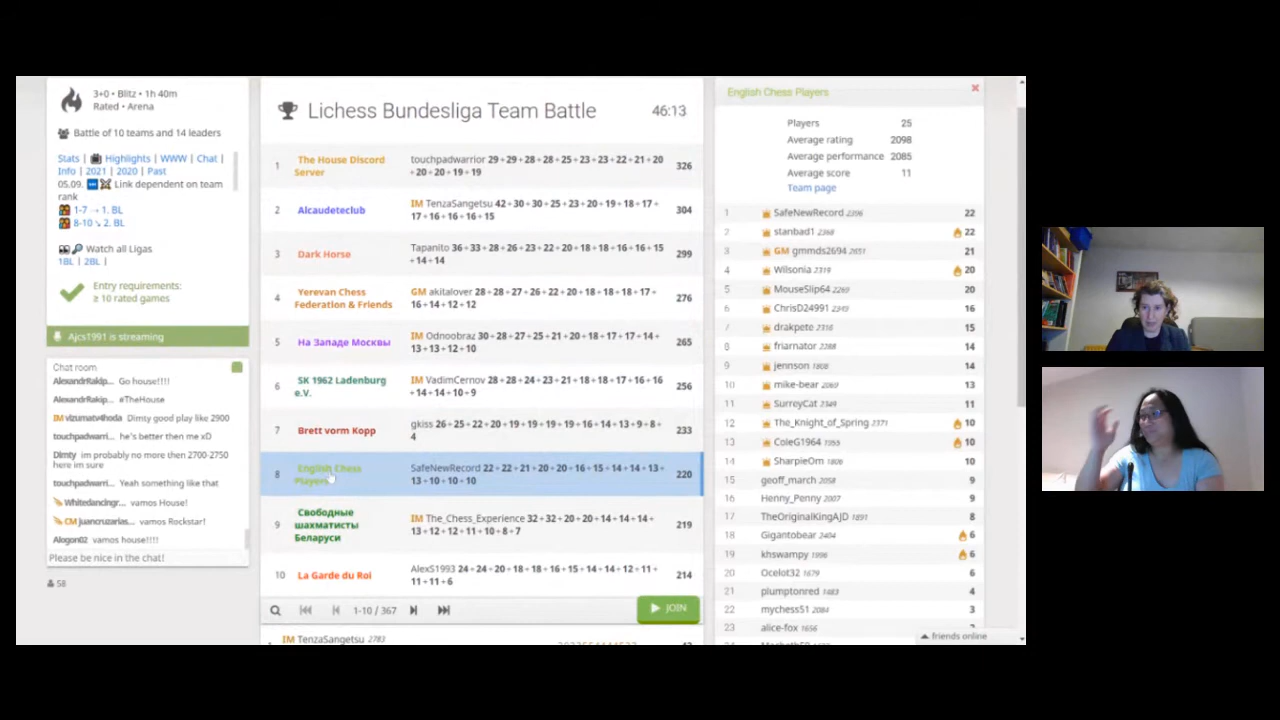 3+0 • Blitz • 1h 40m
Rated • Arena
Battle of 10 teams and 14 leaders
Stats | Highlights | WWW | Chat |
Info | 2021 | 2020 | Past
05.09. Link dependent on team
rank
1-7 → 1. BL
8-10 ↘ 2. BL
Watch all Ligas
1BL | 2BL |
Entry requirements:
≥ 10 rated games
Ajcs1991 is streaming
Chat room
AlexandrRakip... Go house!!!!
AlexandrRakip... #TheHouse
IM Dimsy good play like 2900
touchpadwarri... he's better then me xD
Dimty im probably no more then 2700-2750
here im sure
touchpadwarri... Yeah something like that
Whitedancingr... vamos House!
CM juancruzarias... vamos Rockstar!
Alogon02 vamos house!!!!
Please be nice in the chat!
58
Lichess Bundesliga Team Battle 46:13
1 The House Discord Server touchpadwarrior 29+29+28+28+25+23+23+22+21+20
+20+20+19+19 326
2 Alcaudeteclub IM TenzaSangetsu 42+30+30+25+23+20+19+18+17+
17+16+16+16+15 304
3 Dark Horse Tapanito 36+33+28+26+23+22+20+18+18+16+16+15
+14+14 299
4 Yerevan Chess Federation & Friends GM akitalover 28+28+27+26+22+20+18+18+18+17+
16+14+12+12 276
5 На Западе Москвы IM Odnoobraz 30+28+27+25+21+20+18+17+17+14+
13+13+12+10 265
6 SK 1962 Ladenburg e.V. IM VadimCernov 28+28+24+23+21+18+18+17+16+16
+14+14+10+9 256
7 Brett vorm Kopp gkiss 26+25+22+20+19+19+19+19+16+14+13+9+8+
4 233
8 English Chess Players SafeNewRecord 22+22+21+20+20+16+15+14+14+13+
13+10+10+10 220
9 Свободные шахматисты Беларуси IM The_Chess_Experience 32+32+20+20+14+14+14+
13+12+12+11+10+8+7 219
10 La Garde du Roi AlexS1993 24+24+20+18+18+16+15+14+14+12+11
+11+11+6 214
1-10 / 367 JOIN
IM TenzaSangetsu 2783
English Chess Players ×
Players 25
Average rating 2098
Average performance 2085
Average score 11
Team page
1 SafeNewRecord 2396 22
2 stanbad1 2368 22
3 GM gmmds2694 2651 21
4 Wilsonia 2319 20
5 MouseSlip64 2269 20
6 ChrisD24991 2349 16
7 drakpete 2316 15
8 friarnator 2288 14
9 jennson 1808 14
10 mike-bear 2069 13
11 SurreyCat 2349 11
12 The_Knight_of_Spring 2371 10
13 ColeG1964 1955 10
14 SharpieOm 1806 10
15 geoff_march 2058 9
16 Henny_Penny 2007 9
17 TheOriginalKingAJD 1891 8
18 Gigantobear 2404 6
19 khswampy 1996 6
20 Ocelot32 1679 6
21 plumptonred 1483 4
22 mychess51 2084 3
23 alice-fox 1656
friends online